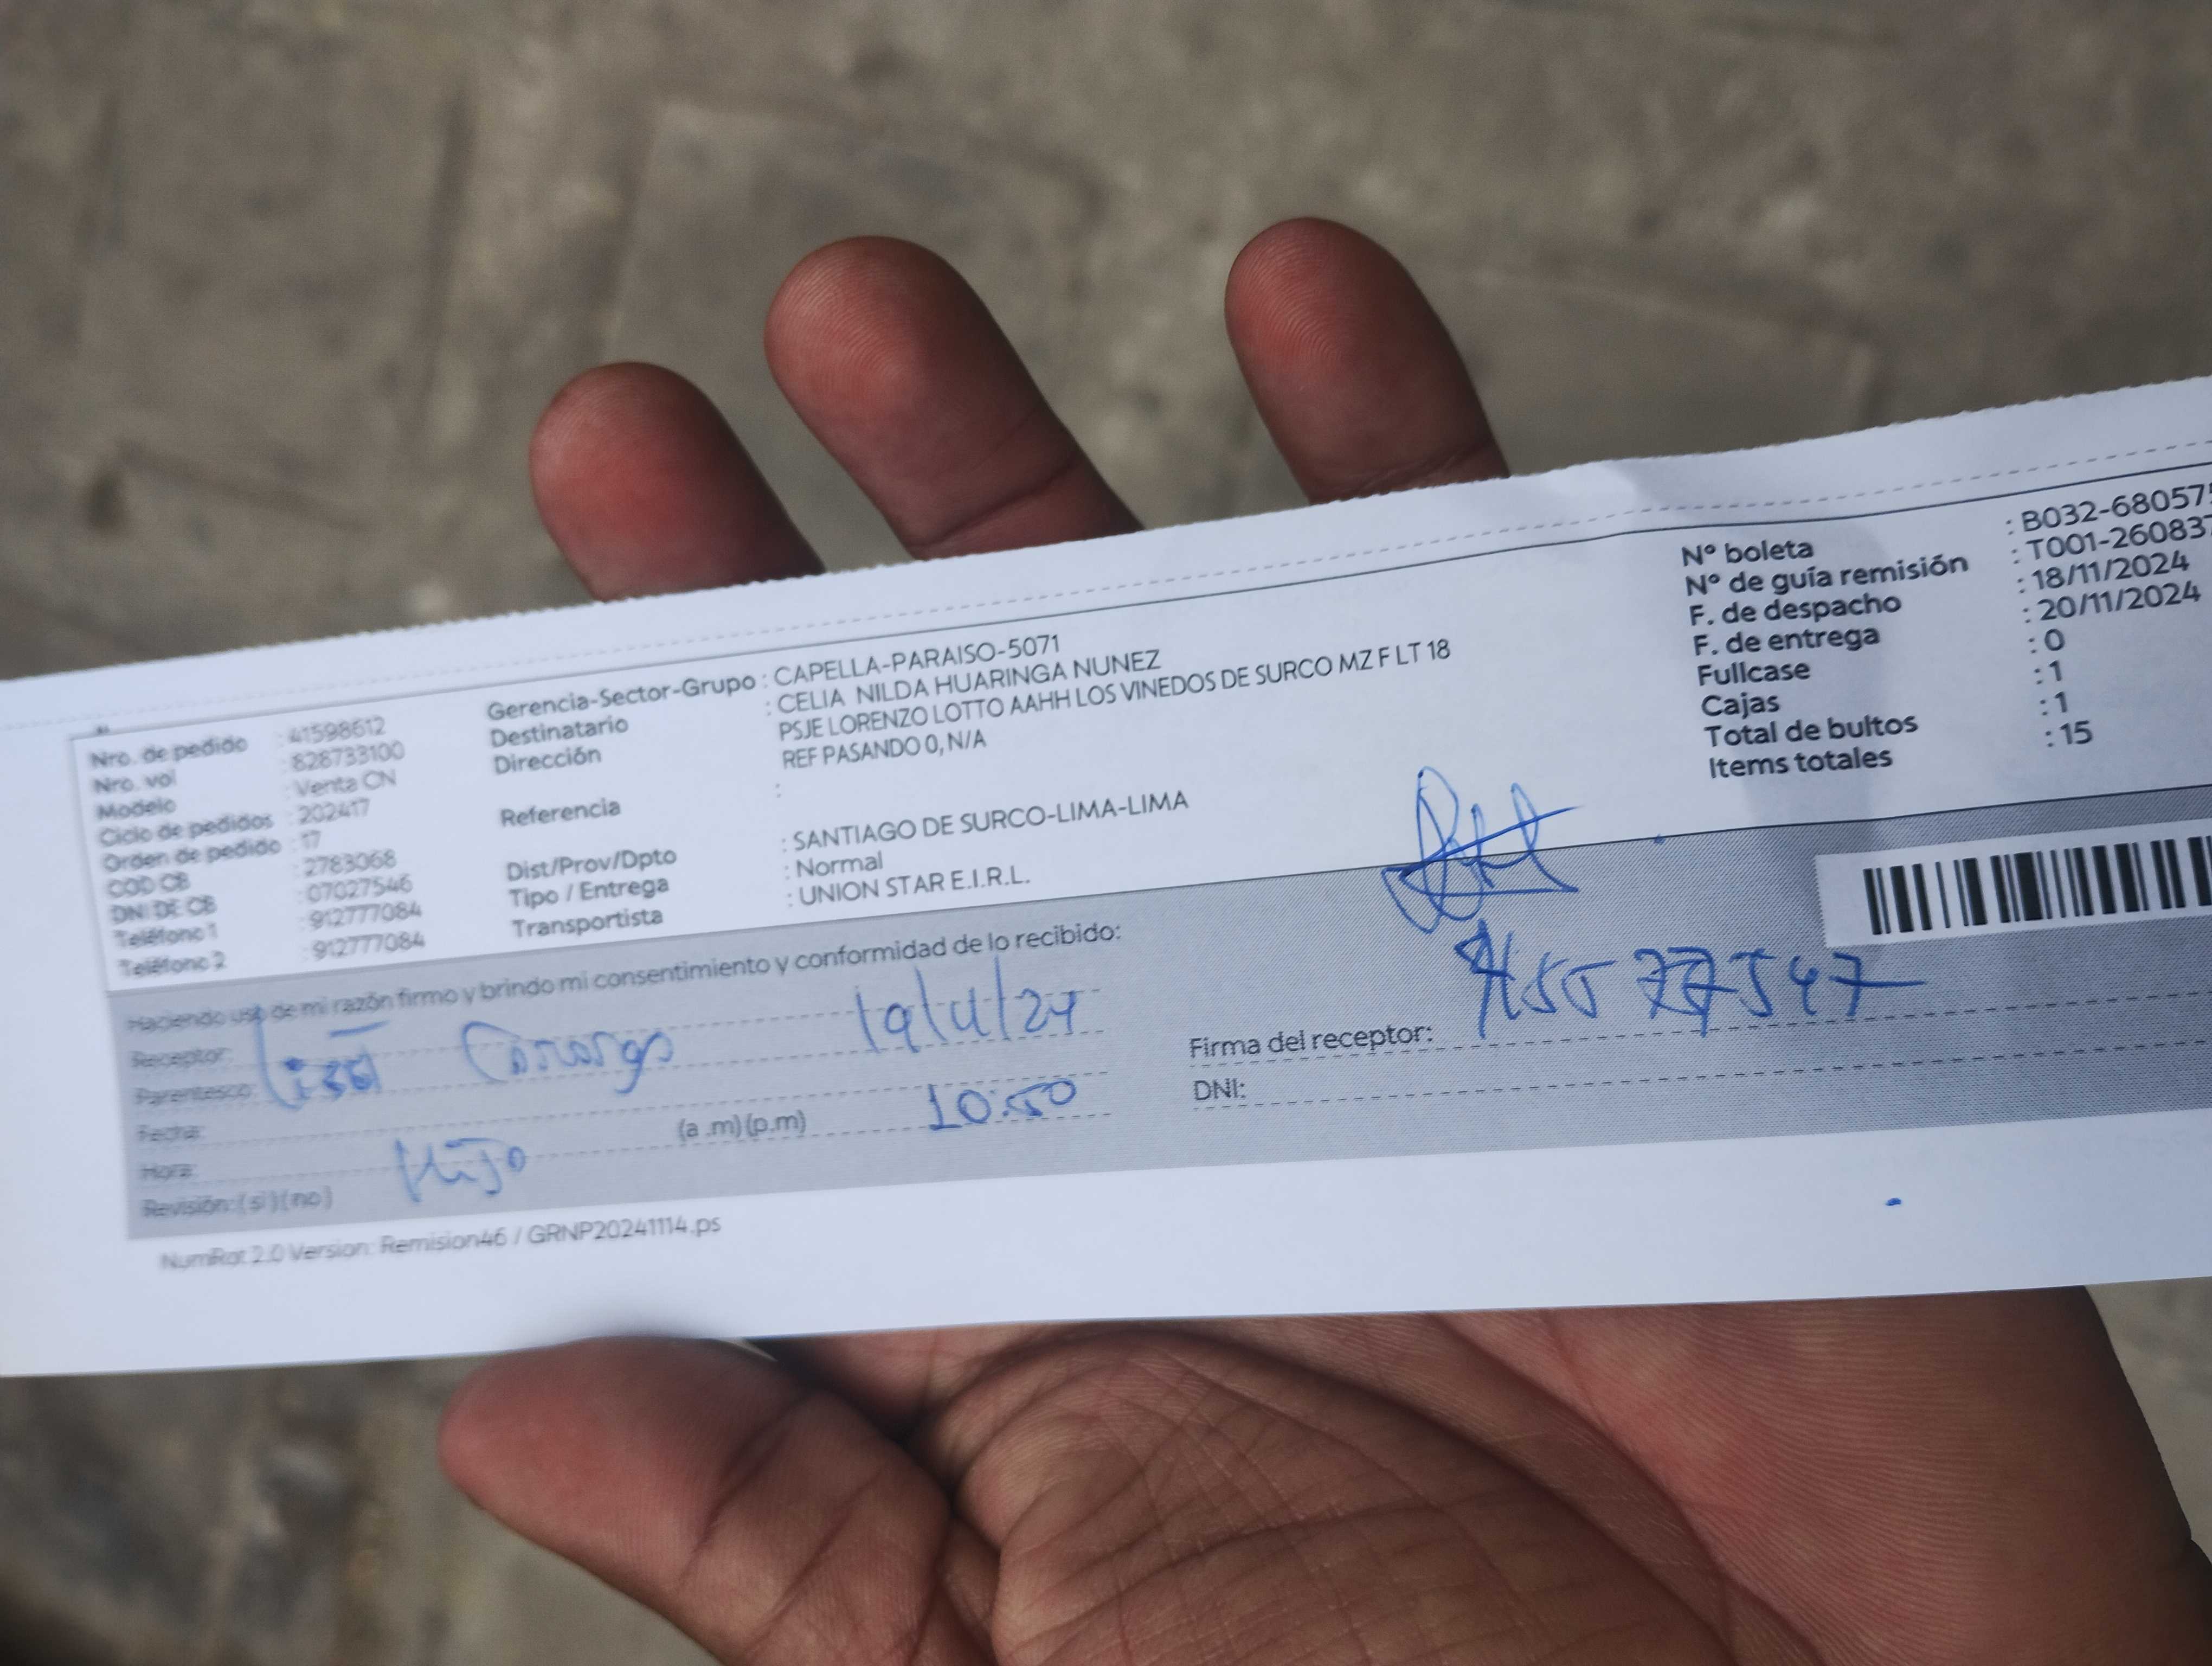 Nro. de pedido : 41598612
Nro. vol : 828733100
Modelo : Venta CN
Ciclo de pedidos : 202417
Orden de pedido : 17
COD CB : 2783068
DNI DE CB : 07027546
Teléfono 1 : 912777084
Teléfono 2 : 912777084
Gerencia-Sector-Grupo : CAPELLA-PARAISO-5071
Destinatario : CELIA NILDA HUARINGA NUNEZ
Dirección : PSJE LORENZO LOTTO AAHH LOS VINEDOS DE SURCO MZ F LT 18
REF PASANDO 0, N/A
Referencia :
Dist/Prov/Dpto : SANTIAGO DE SURCO-LIMA-LIMA
Tipo / Entrega : Normal
Transportista : UNION STAR E.I.R.L.
N° boleta : B032-68057
N° de guía remisión : T001-26083
F. de despacho : 18/11/2024
F. de entrega : 20/11/2024
Fullcase : 0
Cajas : 1
Total de bultos : 1
Items totales : 15
Haciendo uso de mi razón firmo y brindo mi consentimiento y conformidad de lo recibido:
Receptor:
Parentesco:
19/11/24
Fecha:
Hora: (a .m) (p.m) 10:50
Revisión: ( si ) ( no ) Hijo
Firma del receptor:
DNI:
NumRot 2.0 Version: Remision46 / GRNP20241114.ps